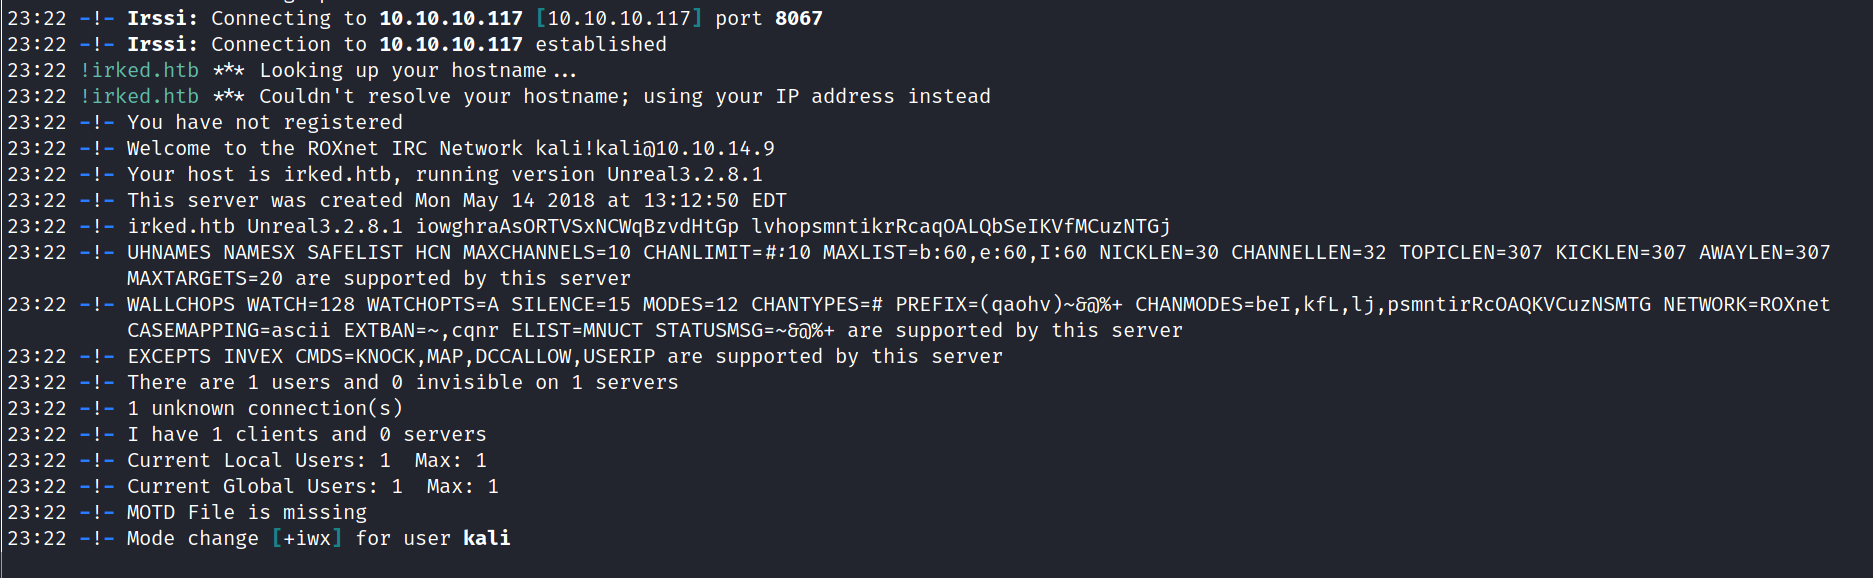 23:22 -!- Irssi: Connecting to 10.10.10.117 [10.10.10.117] port 8067
23:22 -!- Irssi: Connection to 10.10.10.117 established
23:22 !irked.htb *** Looking up your hostname...
23:22 !irked.htb *** Couldn't resolve your hostname; using your IP address instead
23:22 -!- You have not registered
23:22 -!- Welcome to the ROXnet IRC Network kali!kali@10.10.14.9
23:22 -!- Your host is irked.htb, running version Unreal3.2.8.1
23:22 -!- This server was created Mon May 14 2018 at 13:12:50 EDT
23:22 -!- irked.htb Unreal3.2.8.1 iowghraAsORTVSxNCWqBzvdHtGp lvhopsmntikrRcaqOALQbSeIKVfMCuzNTGj
23:22 -!- UHNAMES NAMESX SAFELIST HCN MAXCHANNELS=10 CHANLIMIT=#:10 MAXLIST=b:60,e:60,I:60 NICKLEN=30 CHANNELLEN=32 TOPICLEN=307 KICKLEN=307 AWAYLEN=307
MAXTARGETS=20 are supported by this server
23:22 -!- WALLCHOPS WATCH=128 WATCHOPTS=A SILENCE=15 MODES=12 CHANTYPES=# PREFIX=(qaohv)~&@%+ CHANMODES=beI,kfL,lj,psmntirRcOAQKVCuzNSMTG NETWORK=ROXnet
CASEMAPPING=ascii EXTBAN=~,cqnr ELIST=MNUCT STATUSMSG=~&@%+ are supported by this server
23:22 -!- EXCEPTS INVEX CMDS=KNOCK,MAP,DCCALLOW,USERIP are supported by this server
23:22 -!- There are 1 users and 0 invisible on 1 servers
23:22 -!- 1 unknown connection(s)
23:22 -!- I have 1 clients and 0 servers
23:22 -!- Current Local Users: 1  Max: 1
23:22 -!- Current Global Users: 1  Max: 1
23:22 -!- MOTD File is missing
23:22 -!- Mode change [+iwx] for user kali